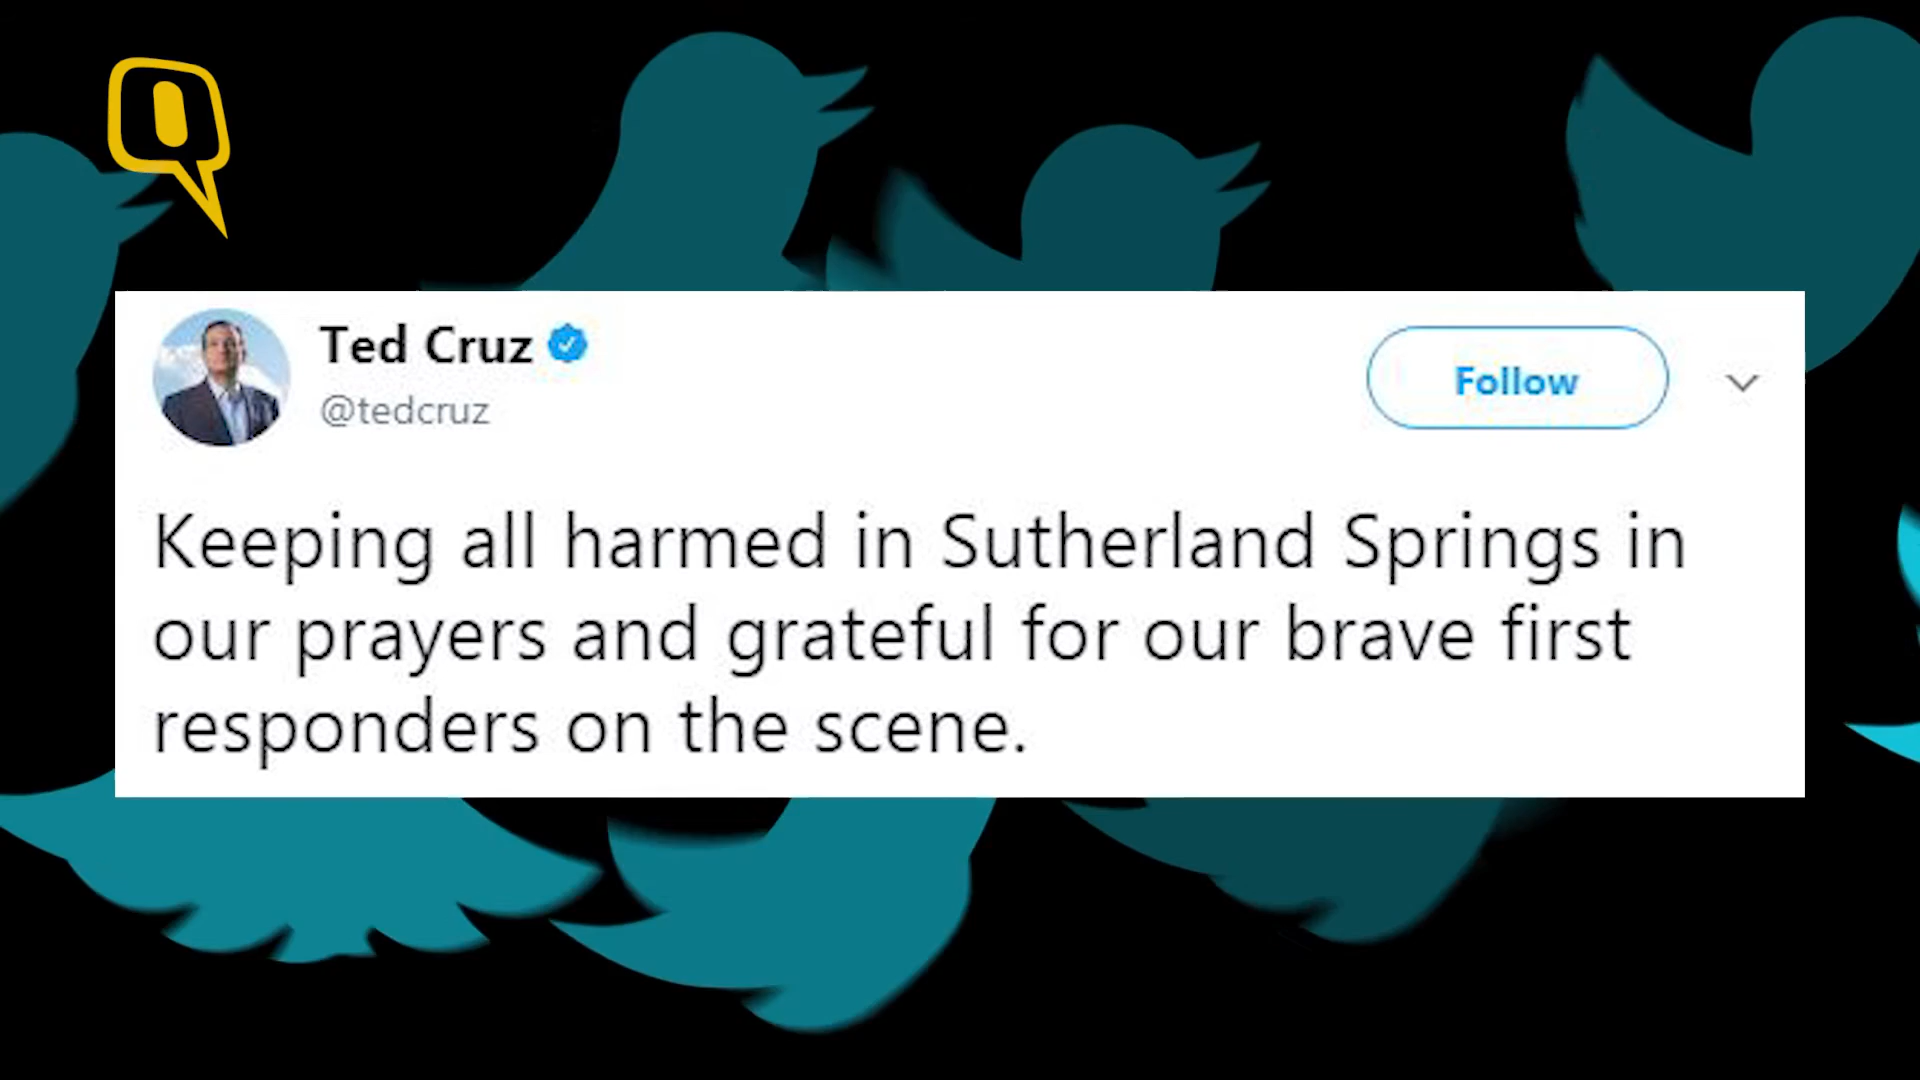 Ted Cruz
@tedcruz
Follow
Keeping all harmed in Sutherland Springs in
our prayers and grateful for our brave first
responders on the scene.